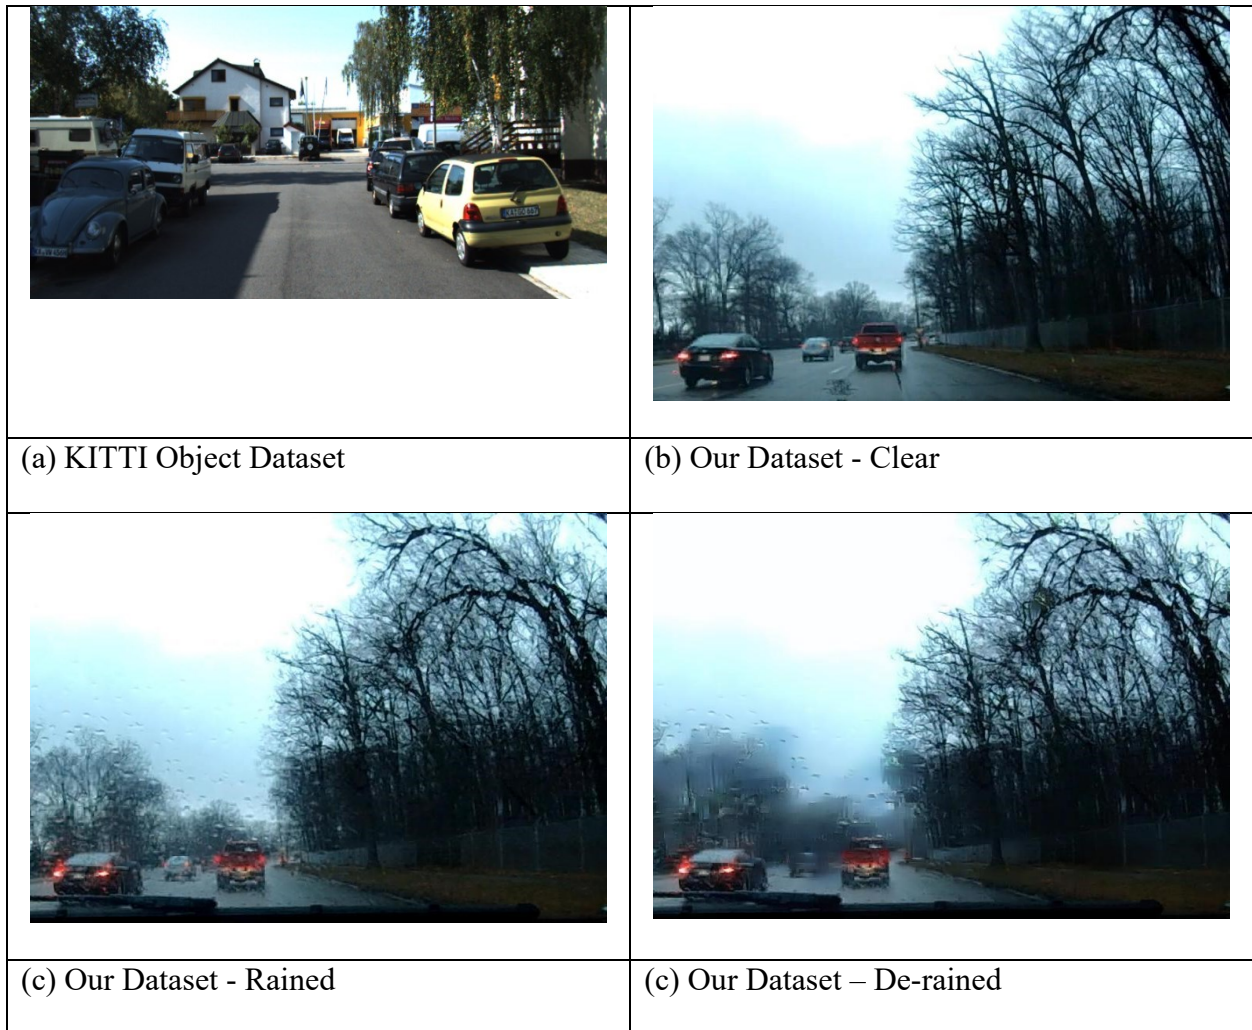 (a) KITTI Object Dataset
(b) Our Dataset - Clear
(c) Our Dataset - Rained
(c) Our Dataset – De-rained